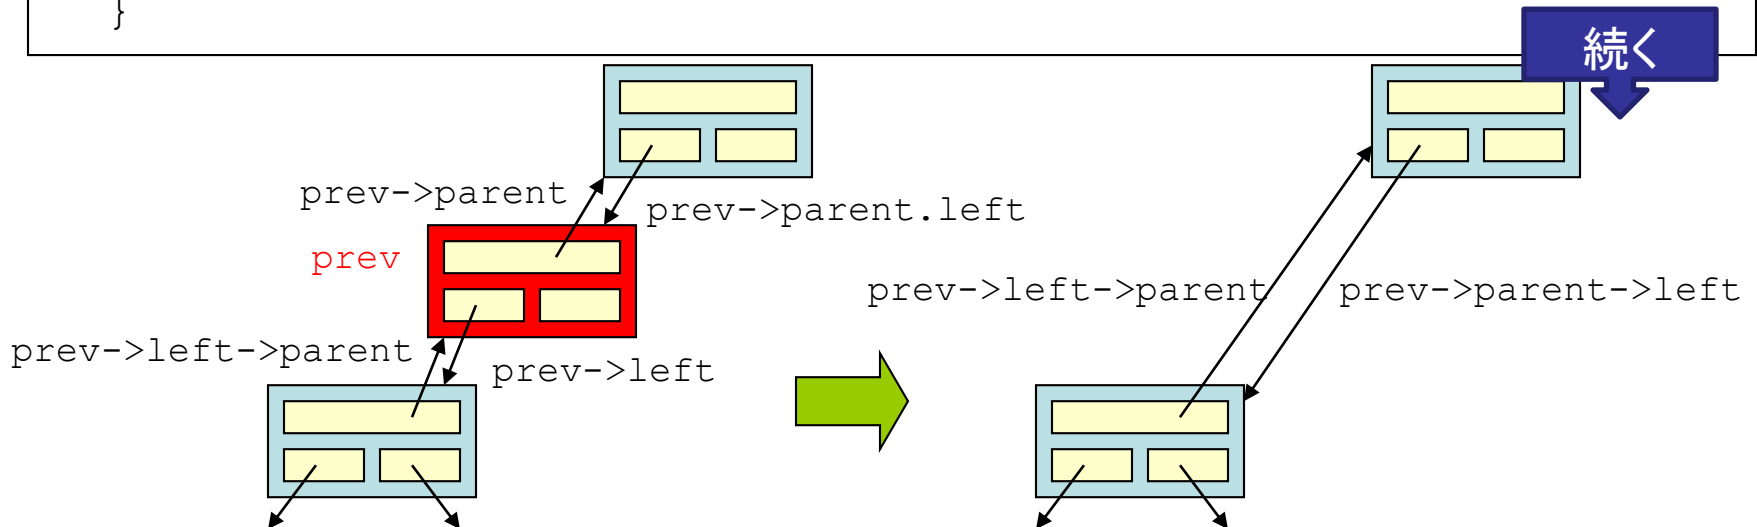 }
続く
prev->parent
prev->parent.left
prev
prev->left->parent
prev->parent->left
prev->left->parent
prev->left